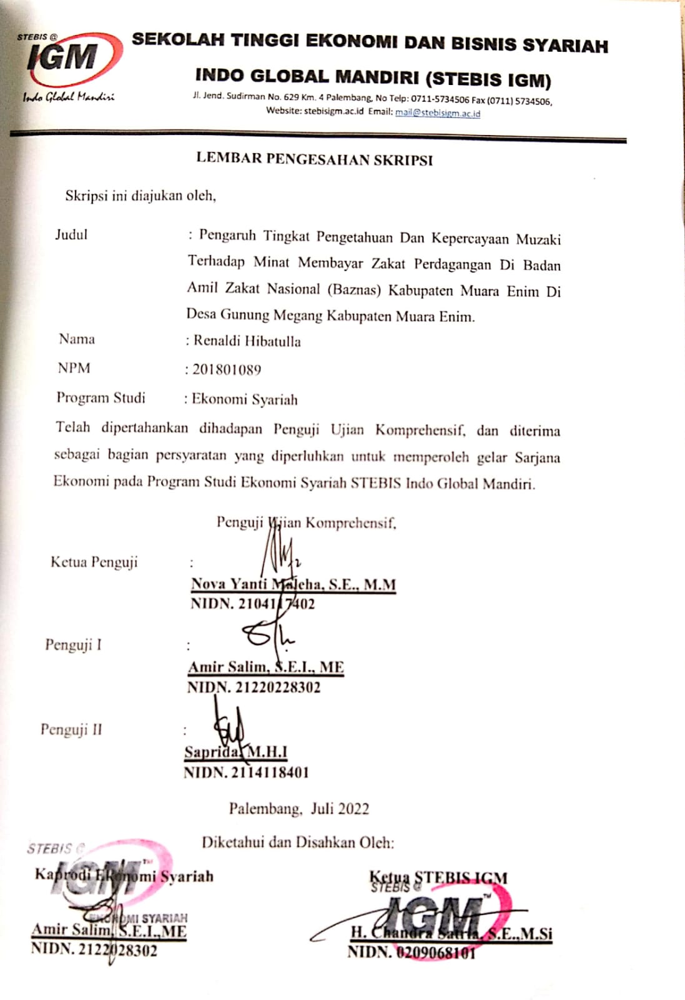 STEBIS @
IGM
Indo Global Mandiri
SEKOLAH TINGGI EKONOMI DAN BISNIS SYARIAH
INDO GLOBAL MANDIRI (STEBIS IGM)
Jl. Jend. Sudirman No. 629 Km. 4 Palembang, No Telp: 0711-5734506 Fax (0711) 5734506,
Website: stebisigm.ac.id Email: mail@stebisigm.ac.id
LEMBAR PENGESAHAN SKRIPSI
Skripsi ini diajukan oleh,
Judul : Pengaruh Tingkat Pengetahuan Dan Kepercayaan Muzaki
Terhadap Minat Membayar Zakat Perdagangan Di Badan
Amil Zakat Nasional (Baznas) Kabupaten Muara Enim Di
Desa Gunung Megang Kabupaten Muara Enim.
Nama : Renaldi Hibatulla
NPM : 201801089
Program Studi : Ekonomi Syariah
Telah dipertahankan dihadapan Penguji Ujian Komprehensif, dan diterima
sebagai bagian persyaratan yang diperluhkan untuk memperoleh gelar Sarjana
Ekonomi pada Program Studi Ekonomi Syariah STEBIS Indo Global Mandiri.
Penguji Ujian Komprehensif,
Ketua Penguji :
Nova Yanti Maleha, S.E., M.M
NIDN. 2104117402
Penguji I :
Amir Salim, S.E.I., ME
NIDN. 21220228302
Penguji II :
Saprida, M.H.I
NIDN. 2114118401
Palembang, Juli 2022
Diketahui dan Disahkan Oleh:
STEBIS @
IGM™
Kaprodi Ekonomi Syariah
EKONOMI SYARIAH
Amir Salim, S.E.I.,ME
NIDN. 2122028302
Ketua STEBIS IGM
STEBIS @
IGM™
H. Chandra Satria, S.E.,M.Si
NIDN. 0209068101